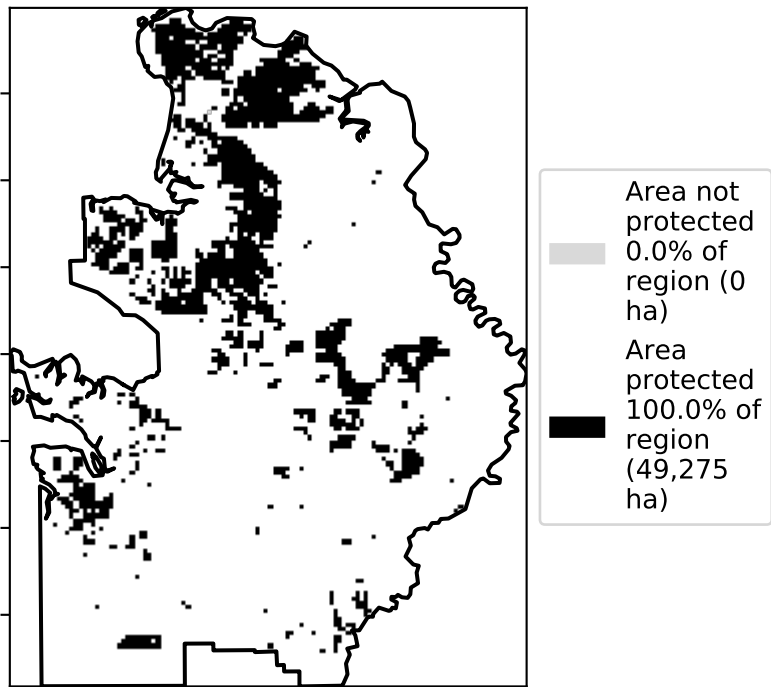 Area not
protected
0.0% of
region (0
ha)
Area
protected
100.0% of
region
(49,275
ha)